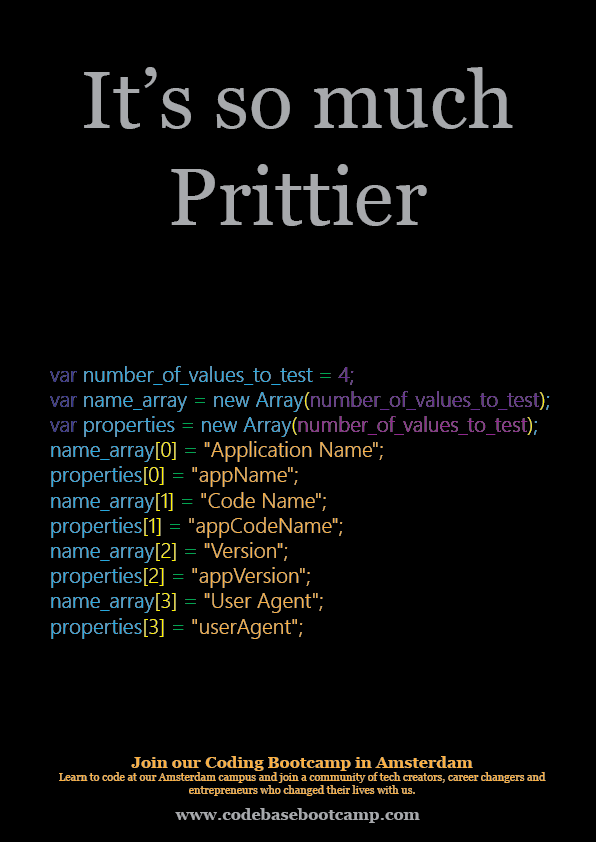 It’s so much
Prittier
var number_of_values_to_test = 4;
var name_array = new Array(number_of_values_to_test);
var properties = new Array(number_of_values_to_test);
name_array[0] = "Application Name";
properties[0] = "appName";
name_array[1] = "Code Name";
properties[1] = "appCodeName";
name_array[2] = "Version";
properties[2] = "appVersion";
name_array[3] = "User Agent";
properties[3] = "userAgent";
Join our Coding Bootcamp in Amsterdam
Learn to code at our Amsterdam campus and join a community of tech creators, career changers and
entrepreneurs who changed their lives with us.
www.codebasebootcamp.com